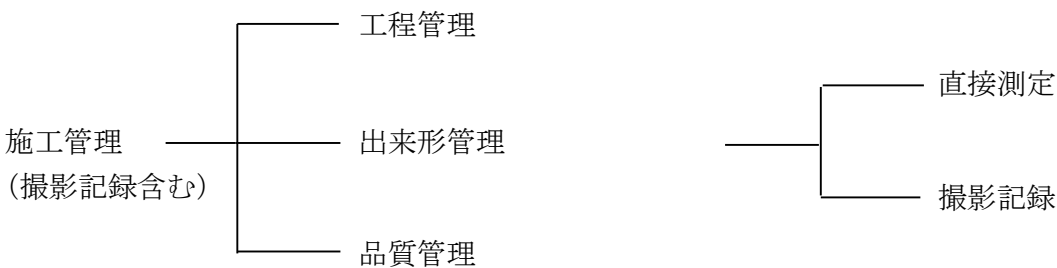 工程管理
直接測定
施工管理
出来形管理
(撮影記録含む)
撮影記録
品質管理